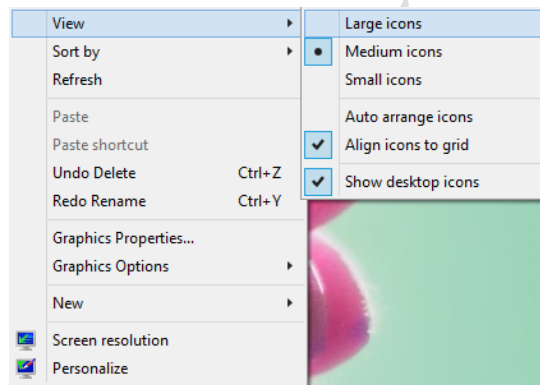 View
Sort by
Refresh
Paste
Paste shortcut
Undo Delete Ctrl+Z
Redo Rename Ctrl+Y
Graphics Properties...
Graphics Options
New
Screen resolution
Personalize
Large icons
Medium icons
Small icons
Auto arrange icons
Align icons to grid
Show desktop icons